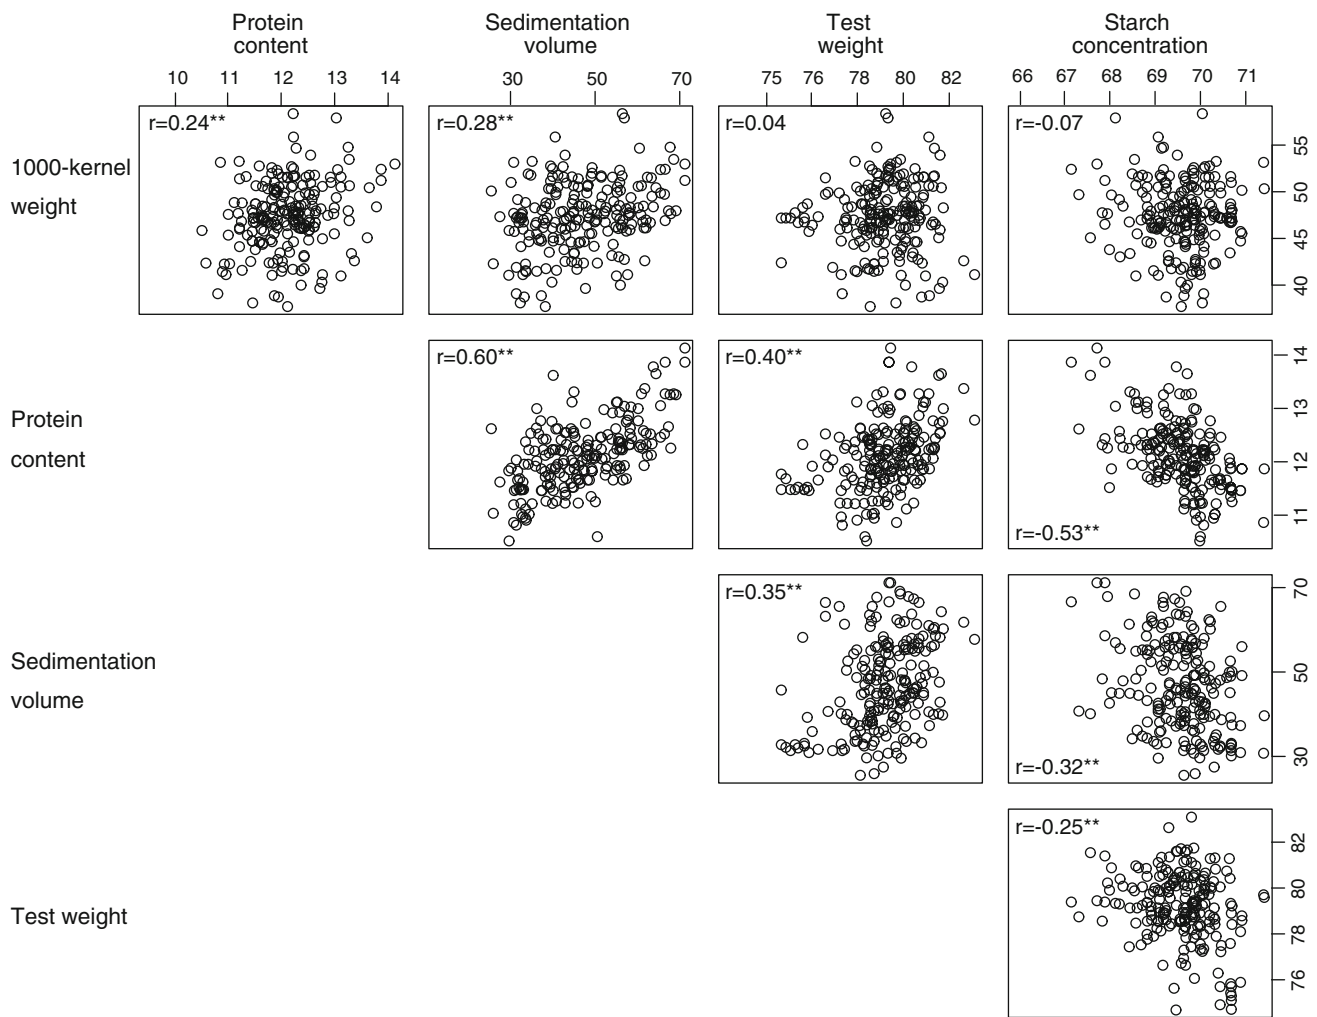 Protein
content
Sedimentation
volume
Test
weight
Starch
concentration
10 11 12 13 14
30 50 70
75 76 78 80 82
66 67 68 69 70 71
1000-kernel
weight
r=0.24**
r=0.28**
r=0.04
r=-0.07
55
50
45
40
Protein
content
r=0.60**
r=0.40**
r=-0.53**
14
13
12
11
Sedimentation
volume
r=0.35**
r=-0.32**
70
50
30
Test weight
r=-0.25**
82
80
78
76